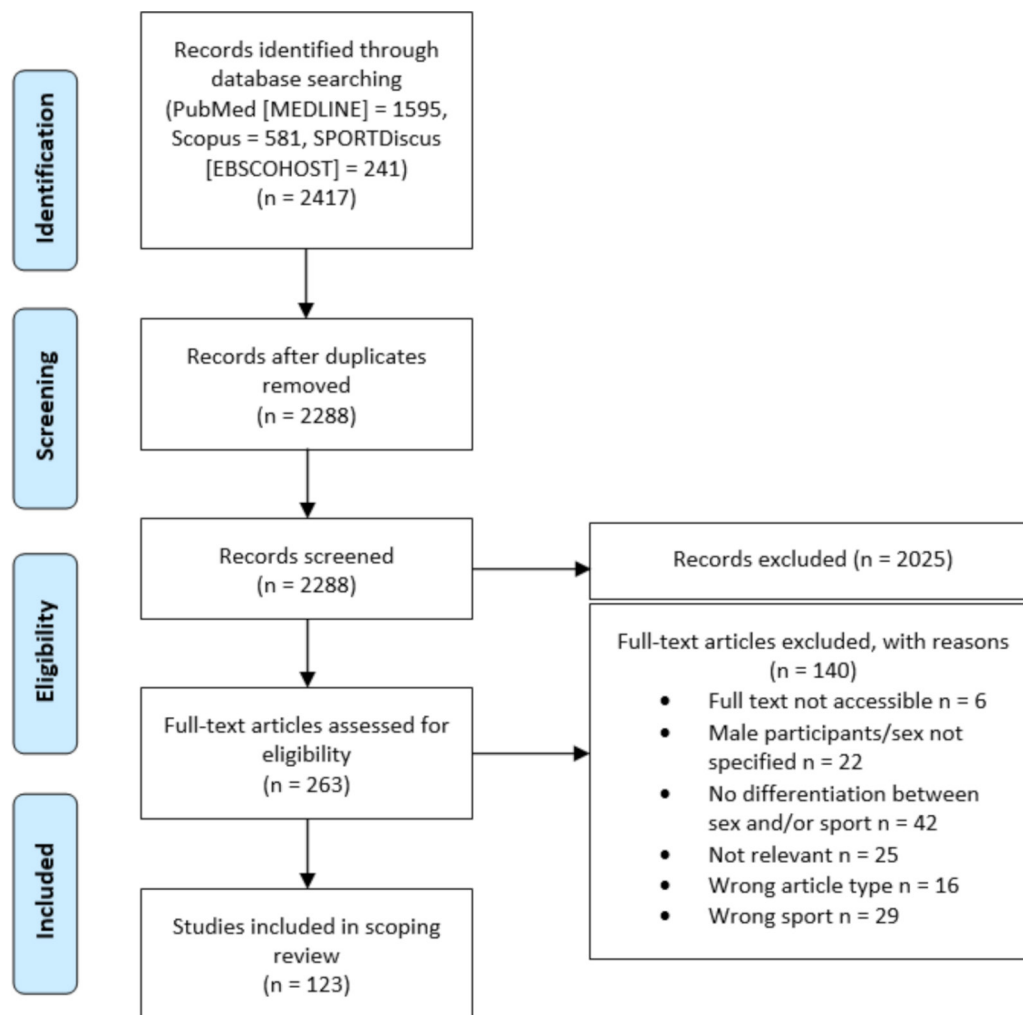 Identification
Records identified through
database searching
(PubMed [MEDLINE] = 1595,
Scopus = 581, SPORTDiscus
[EBSCOHOST] = 241)
(n = 2417)
Screening
Records after duplicates
removed
(n = 2288)
Eligibility
Records screened
(n = 2288)
Records excluded (n = 2025)
Full-text articles assessed for
eligibility
(n = 263)
Full-text articles excluded, with reasons
(n = 140)
• Full text not accessible n = 6
• Male participants/sex not
specified n = 22
• No differentiation between
sex and/or sport n = 42
• Not relevant n = 25
• Wrong article type n = 16
• Wrong sport n = 29
Included
Studies included in scoping
review
(n = 123)